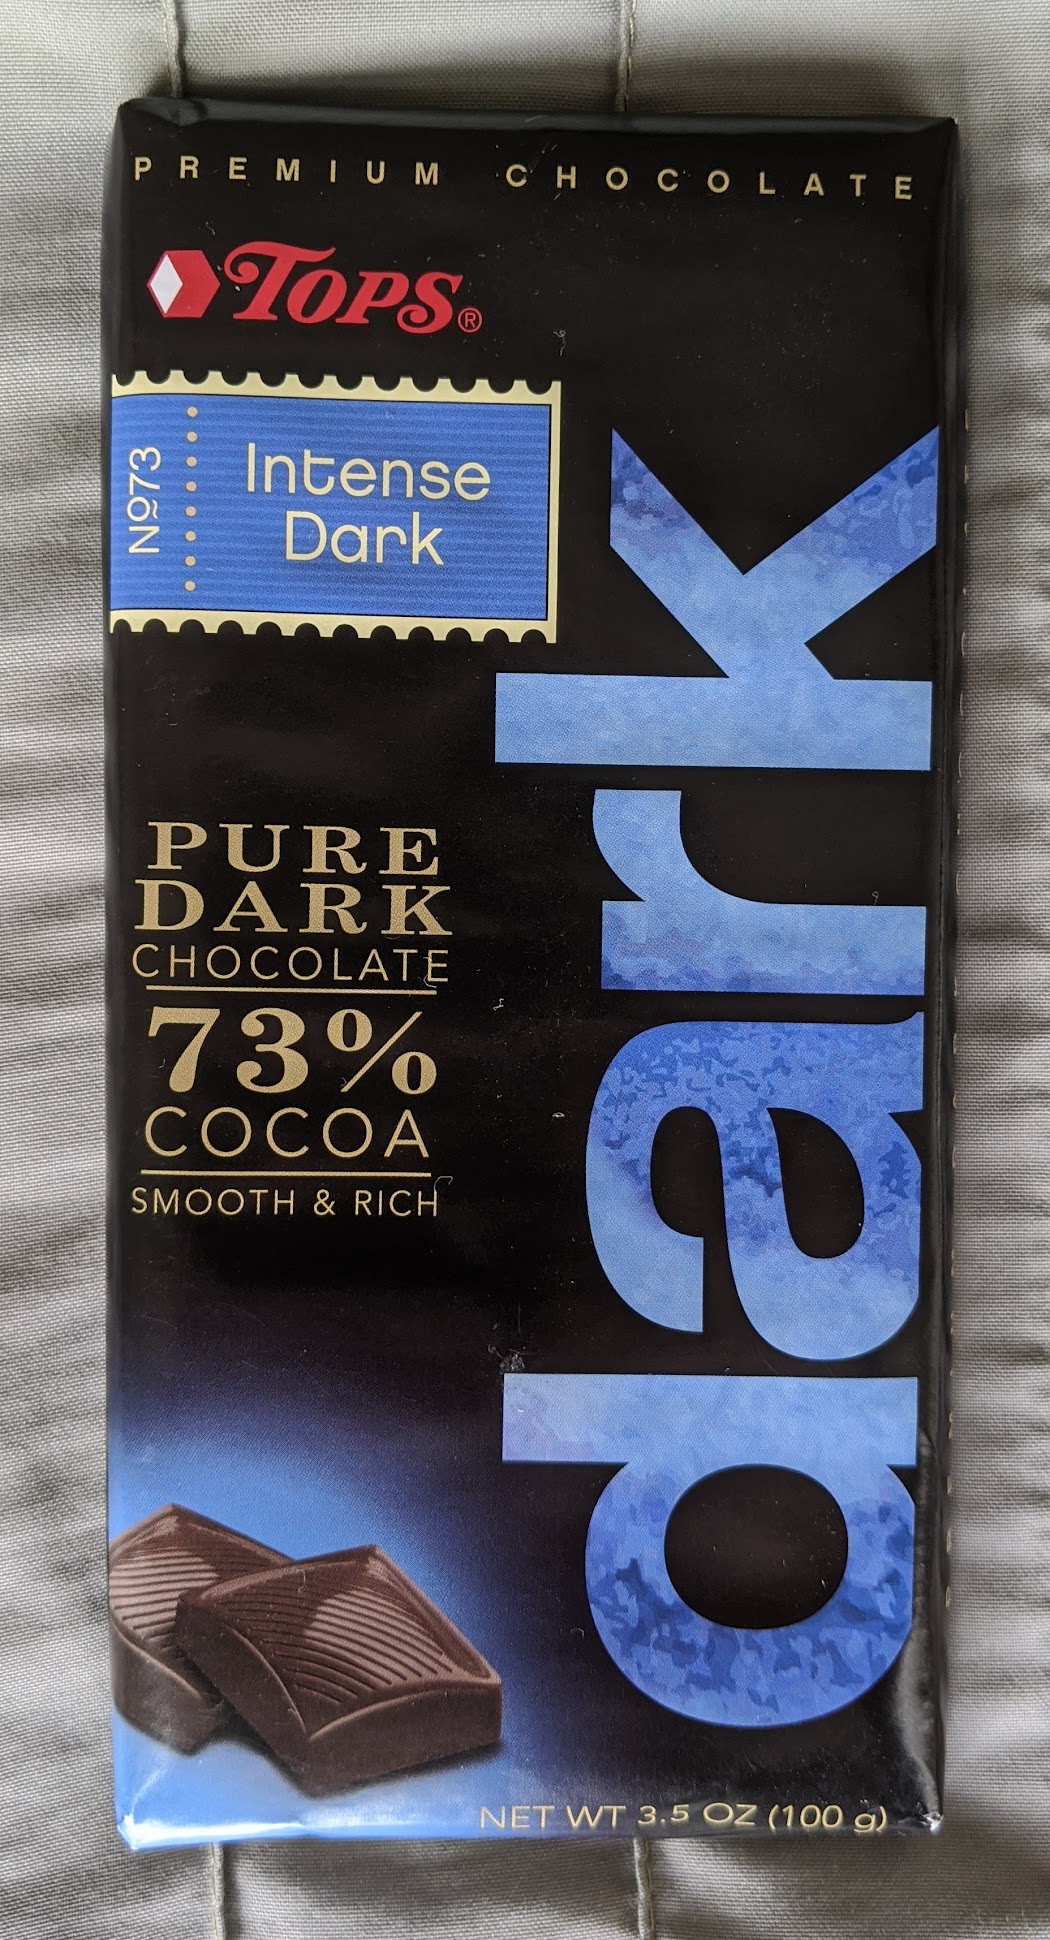 PREMIUM CHOCOLATE
TOPS®
Nº73
Intense
Dark
dark
PURE
DARK
CHOCOLATE
73%
COCOA
SMOOTH & RICH
NET WT 3.5 OZ (100 g)